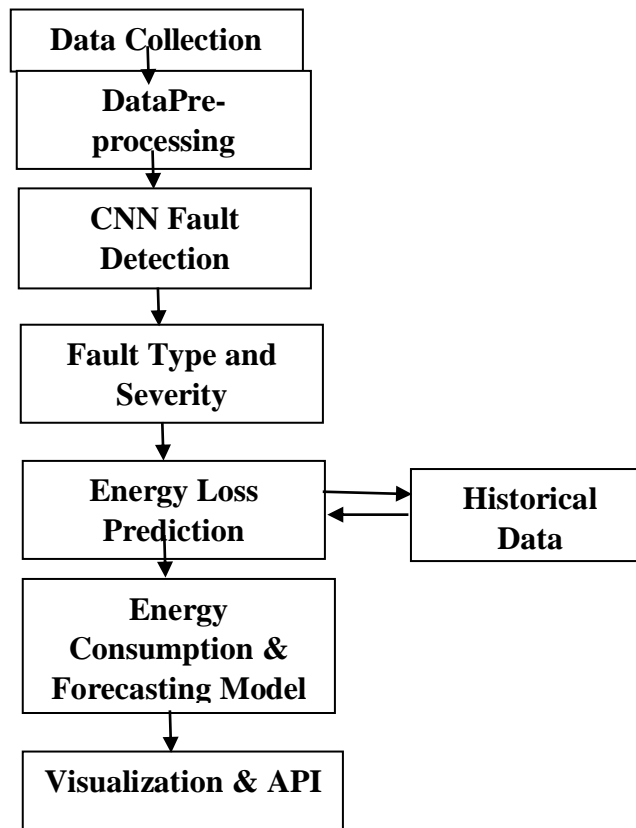 Data Collection
DataPre-
processing
CNN Fault
Detection
Fault Type and
Severity
Energy Loss
Prediction
Historical
Data
Energy
Consumption &
Forecasting Model
Visualization & API